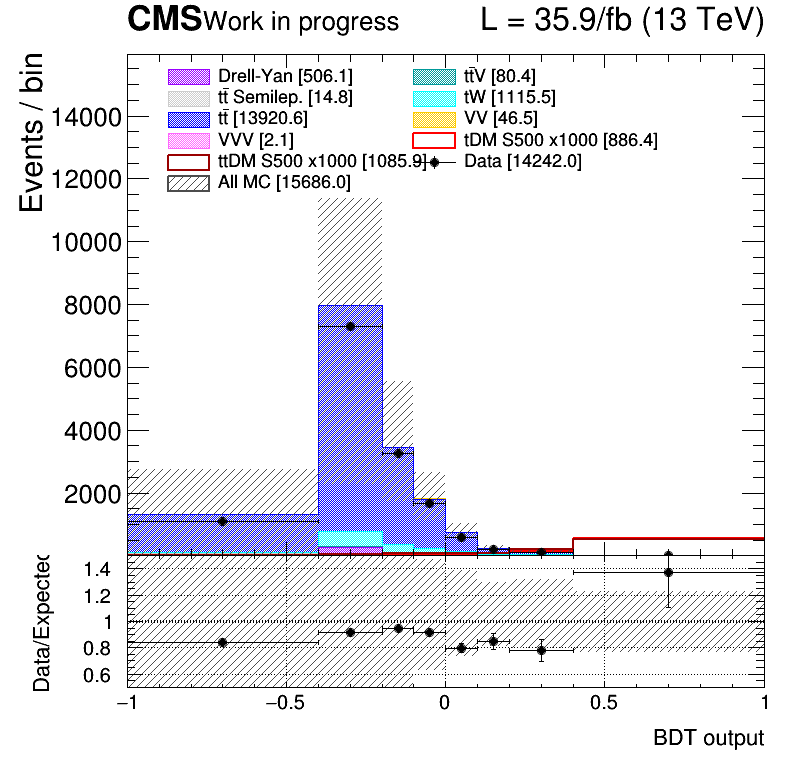 CMS Work in progress L = 35.9/fb (13 TeV)
Events / bin
Drell-Yan [506.1] tt̄V [80.4]
tt̄ Semilep. [14.8] tW [1115.5]
tt̄ [13920.6] VV [46.5]
VVV [2.1] tDM S500 x1000 [886.4]
ttDM S500 x1000 [1085.9] Data [14242.0]
All MC [15686.0]
14000
12000
10000
8000
6000
4000
2000
Data/Expected
1.4
1.2
1
0.8
0.6
−1 −0.5 0 0.5 1
BDT output